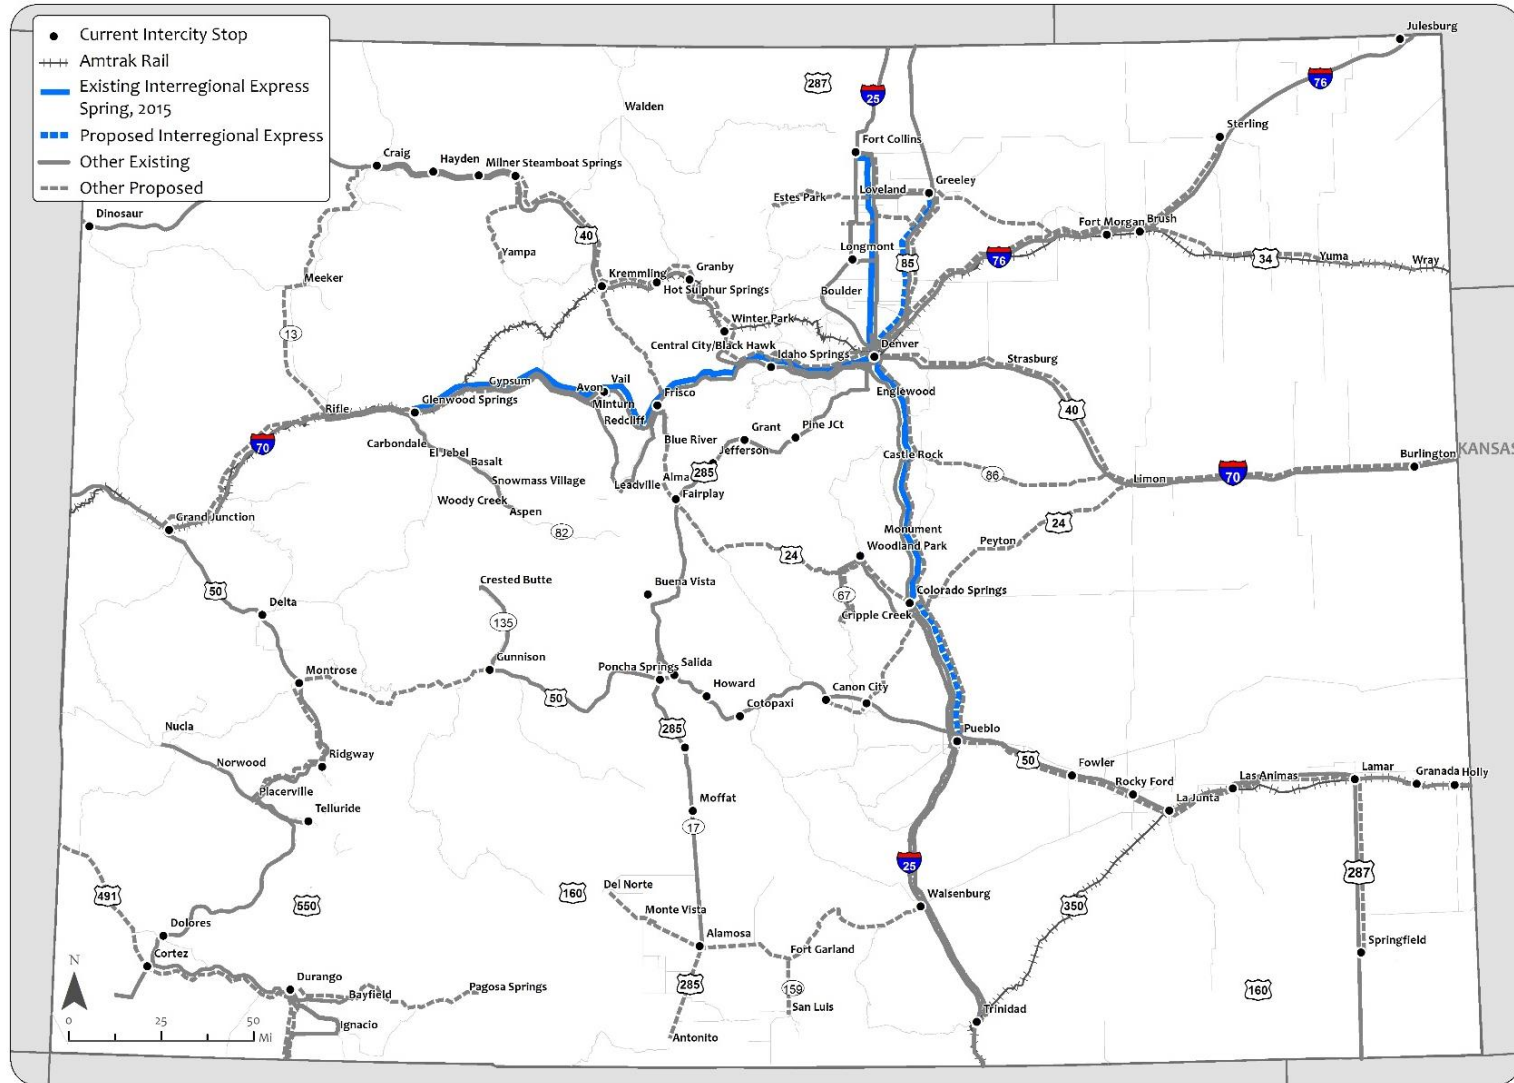 Current Intercity Stop
Amtrak Rail
Existing Interregional Express
Spring, 2015
Proposed Interregional Express
Other Existing
Other Proposed
Julesburg
76
287
25
Walden
Sterling
Fort Collins
Craig
Hayden
Milner
Steamboat Springs
Greeley
Loveland
Estes Park
Dinosaur
Fort Morgan
Brush
40
Longmont
Yampa
85
76
34
Yuma
Wray
Meeker
Kremmling
Granby
Hot Sulphur Springs
Boulder
Winter Park
13
Central City/Black Hawk
Idaho Springs
Denver
Strasburg
Gypsum
Avon
Vail
Frisco
Englewood
Glenwood Springs
Minturn
Redcliff
Rifle
40
70
Carbondale
El Jebel
Basalt
Blue River
Grant
Jefferson
Pine JCt
Castle Rock
Burlington
KANSAS
Snowmass Village
Leadville
Alma
285
86
Limon
70
Woody Creek
Aspen
Fairplay
82
Grand Junction
Monument
24
Peyton
Woodland Park
24
50
Crested Butte
Buena Vista
67
Colorado Springs
Delta
Cripple Creek
135
Montrose
Gunnison
Poncha Springs
Salida
Howard
Canon City
50
Cotopaxi
Nucla
285
Pueblo
Ridgway
Norwood
50
Fowler
Lamar
Granada
Holly
Las Animas
Placerville
Rocky Ford
Telluride
Moffat
La Junta
17
25
287
491
550
160
Del Norte
Walsenburg
350
Monte Vista
Dolores
Alamosa
Fort Garland
Springfield
Cortez
N
Durango
Bayfield
Pagosa Springs
285
159
160
San Luis
Trinidad
0
25
50
Mi
Ignacio
Antonito